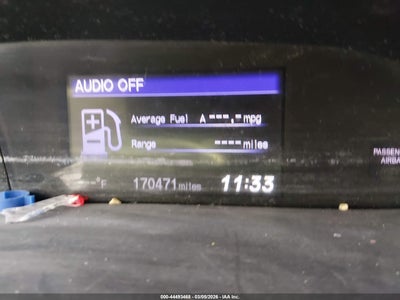 AUDIO OFF
Average Fuel A ---.- mpg
Range ---- miles
--°F 170471 miles 11:33
PASSEN
AIRBA
000-44493468 - 03/09/2026 - IAA Inc.